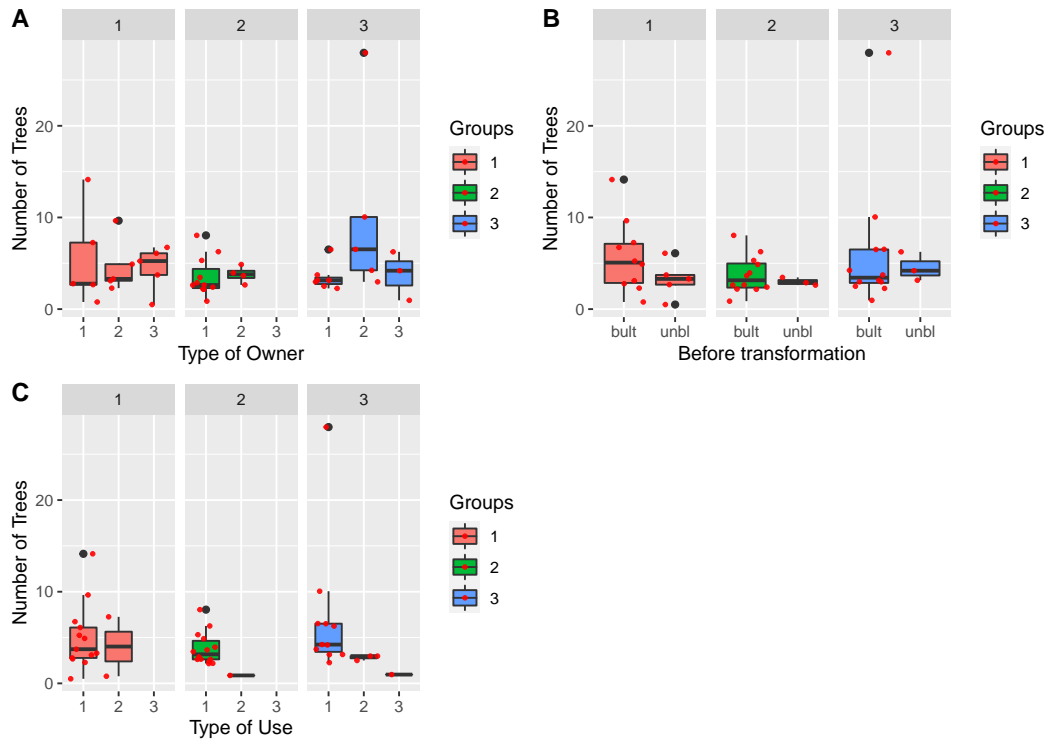 A
1 2 3
Number of Trees
20
10
0
1 2 3 1 2 3 1 2 3
Type of Owner
Groups
1
2
3
B
1 2 3
Number of Trees
20
10
0
bult unbl bult unbl bult unbl
Before transformation
Groups
1
2
3
C
1 2 3
Number of Trees
20
10
0
1 2 3 1 2 3 1 2 3
Type of Use
Groups
1
2
3